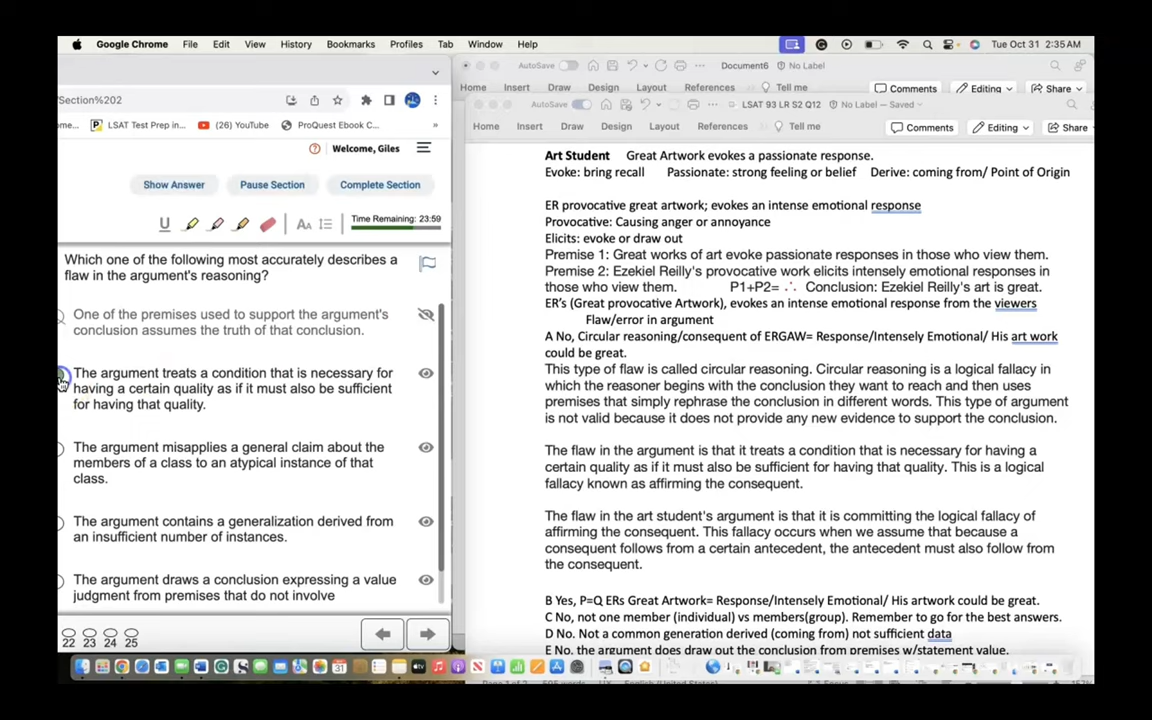 Google Chrome File Edit View History Bookmarks Profiles Tab Window Help Tue Oct 31 2:35 AM
/Section%202
ome... LSAT Test Prep in... (26) YouTube ProQuest Ebook C... »
Welcome, Giles
Show Answer Pause Section Complete Section
Time Remaining: 23:59
Which one of the following most accurately describes a
flaw in the argument's reasoning?
One of the premises used to support the argument's
conclusion assumes the truth of that conclusion.
The argument treats a condition that is necessary for
having a certain quality as if it must also be sufficient
for having that quality.
The argument misapplies a general claim about the
members of a class to an atypical instance of that
class.
The argument contains a generalization derived from
an insufficient number of instances.
The argument draws a conclusion expressing a value
judgment from premises that do not involve
22 23 24 25
AutoSave Document6 No Label
Home Insert Draw Design Layout References Tell me Comments Editing Share
AutoSave LSAT 93 LR S2 Q12 No Label – Saved
Home Insert Draw Design Layout References Tell me Comments Editing Share
Art Student Great Artwork evokes a passionate response.
Evoke: bring recall Passionate: strong feeling or belief Derive: coming from/ Point of Origin
ER provocative great artwork; evokes an intense emotional response
Provocative: Causing anger or annoyance
Elicits: evoke or draw out
Premise 1: Great works of art evoke passionate responses in those who view them.
Premise 2: Ezekiel Reilly's provocative work elicits intensely emotional responses in
those who view them. P1+P2= ∴ Conclusion: Ezekiel Reilly's art is great.
ER's (Great provocative Artwork), evokes an intense emotional response from the viewers
Flaw/error in argument
A No, Circular reasoning/consequent of ERGAW= Response/Intensely Emotional/ His art work
could be great.
This type of flaw is called circular reasoning. Circular reasoning is a logical fallacy in
which the reasoner begins with the conclusion they want to reach and then uses
premises that simply rephrase the conclusion in different words. This type of argument
is not valid because it does not provide any new evidence to support the conclusion.
The flaw in the argument is that it treats a condition that is necessary for having a
certain quality as if it must also be sufficient for having that quality. This is a logical
fallacy known as affirming the consequent.
The flaw in the art student's argument is that it is committing the logical fallacy of
affirming the consequent. This fallacy occurs when we assume that because a
consequent follows from a certain antecedent, the antecedent must also follow from
the consequent.
B Yes, P=Q ERs Great Artwork= Response/Intensely Emotional/ His artwork could be great.
C No, not one member (individual) vs members(group). Remember to go for the best answers.
D No. Not a common generation derived (coming from) not sufficient data
E No. the argument does draw out the conclusion from premises w/statement value.